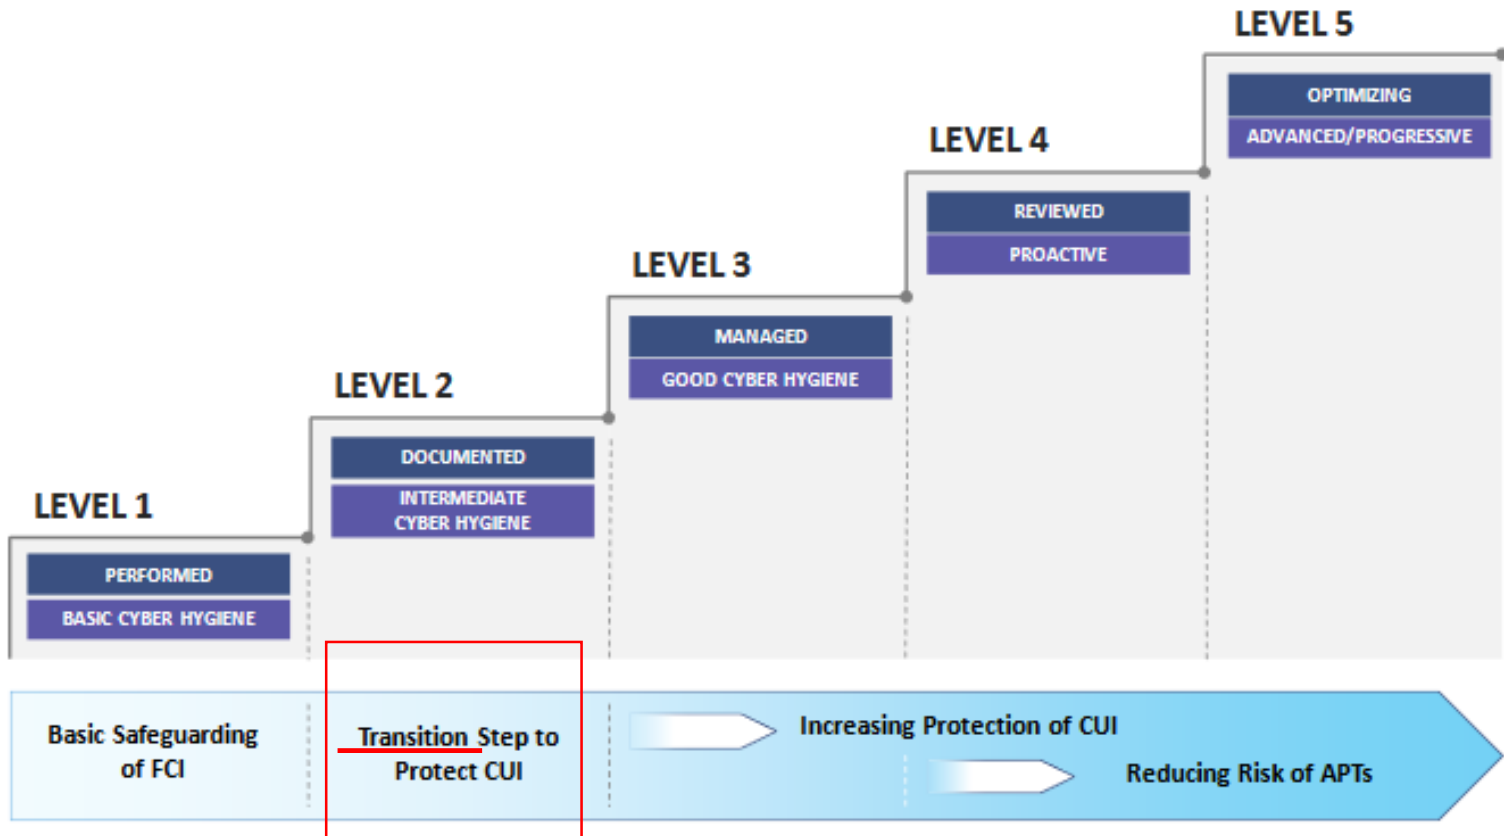 LEVEL 5
OPTIMIZING
ADVANCED/PROGRESSIVE
LEVEL 4
REVIEWED
PROACTIVE
LEVEL 3
MANAGED
GOOD CYBER HYGIENE
LEVEL 2
DOCUMENTED
INTERMEDIATE
CYBER HYGIENE
LEVEL 1
PERFORMED
BASIC CYBER HYGIENE
Basic Safeguarding
of FCI
Transition Step to
Protect CUI
Increasing Protection of CUI
Reducing Risk of APTs